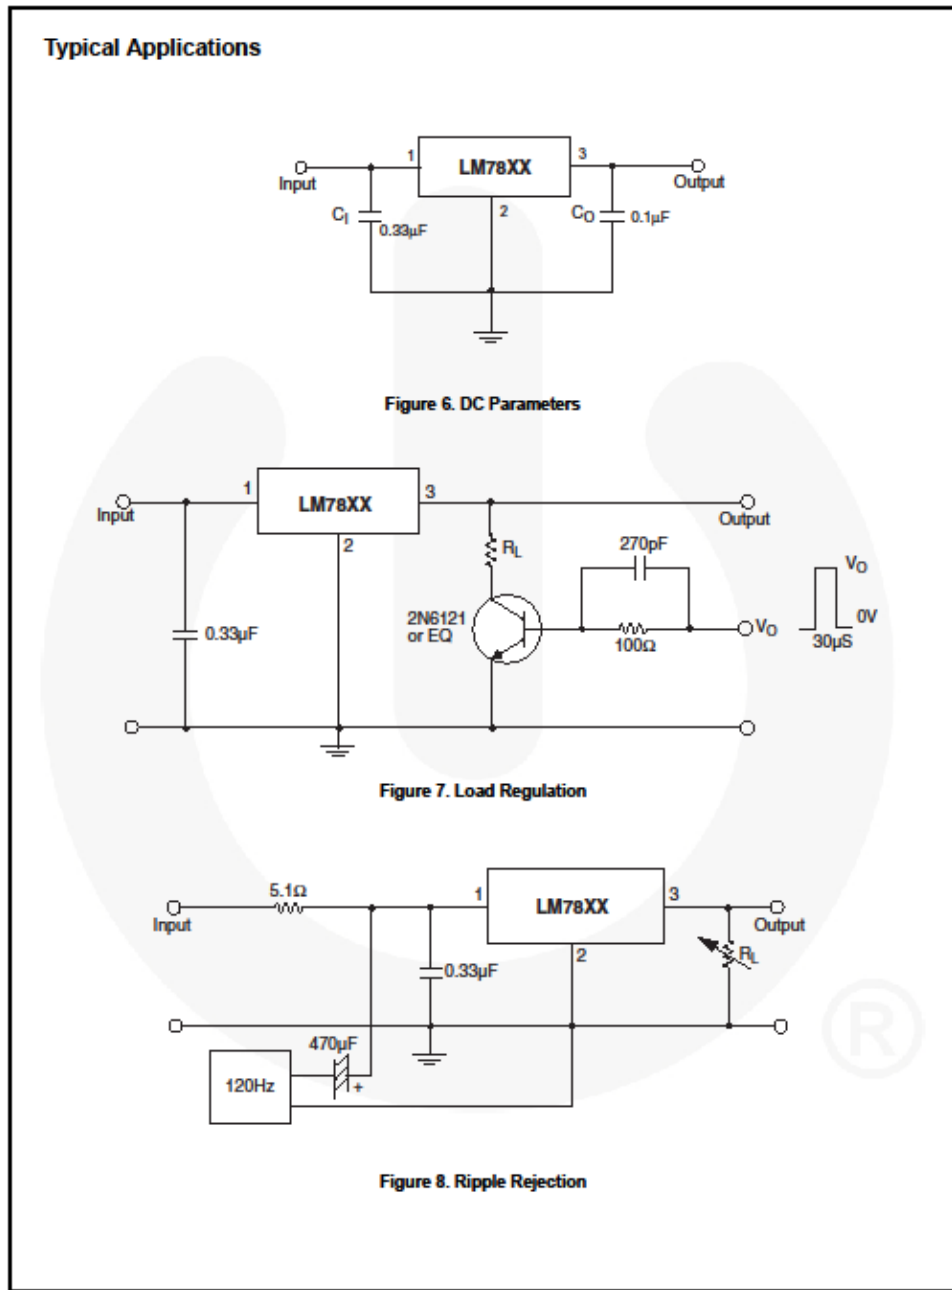 Typical Applications
1 LM78XX 3
Input
Output
2
CI
0.33µF
CO
0.1µF
Figure 6. DC Parameters
1 LM78XX 3
Input
Output
2
RL
270pF
VO
0.33µF
2N6121
or EQ
100Ω
VO
0V
30µS
Figure 7. Load Regulation
5.1Ω
1 LM78XX 3
Input
Output
2
0.33µF
RL
470µF
+
120Hz
®
Figure 8. Ripple Rejection